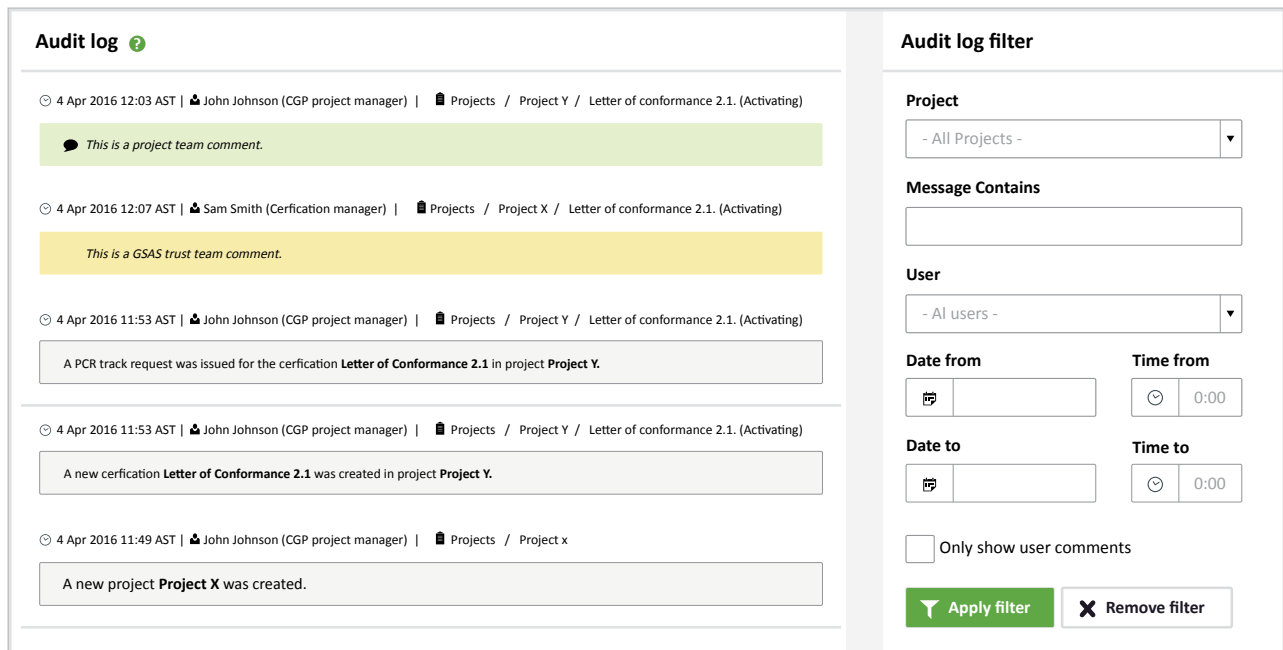 Audit log ?
4 Apr 2016 12:03 AST | John Johnson (CGP project manager) | Projects / Project Y / Letter of conformance 2.1. (Activating)
This is a project team comment.
4 Apr 2016 12:07 AST | Sam Smith (Cerfication manager) | Projects / Project X / Letter of conformance 2.1. (Activating)
This is a GSAS trust team comment.
4 Apr 2016 11:53 AST | John Johnson (CGP project manager) | Projects / Project Y / Letter of conformance 2.1. (Activating)
A PCR track request was issued for the cerfication Letter of Conformance 2.1 in project Project Y.
4 Apr 2016 11:53 AST | John Johnson (CGP project manager) | Projects / Project Y / Letter of conformance 2.1. (Activating)
A new cerfication Letter of Conformance 2.1 was created in project Project Y.
4 Apr 2016 11:49 AST | John Johnson (CGP project manager) | Projects / Project x
A new project Project X was created.
Audit log filter
Project
- All Projects -
Message Contains
User
- Al users -
Date from Time from
0:00
Date to Time to
0:00
Only show user comments
Apply filter Remove filter